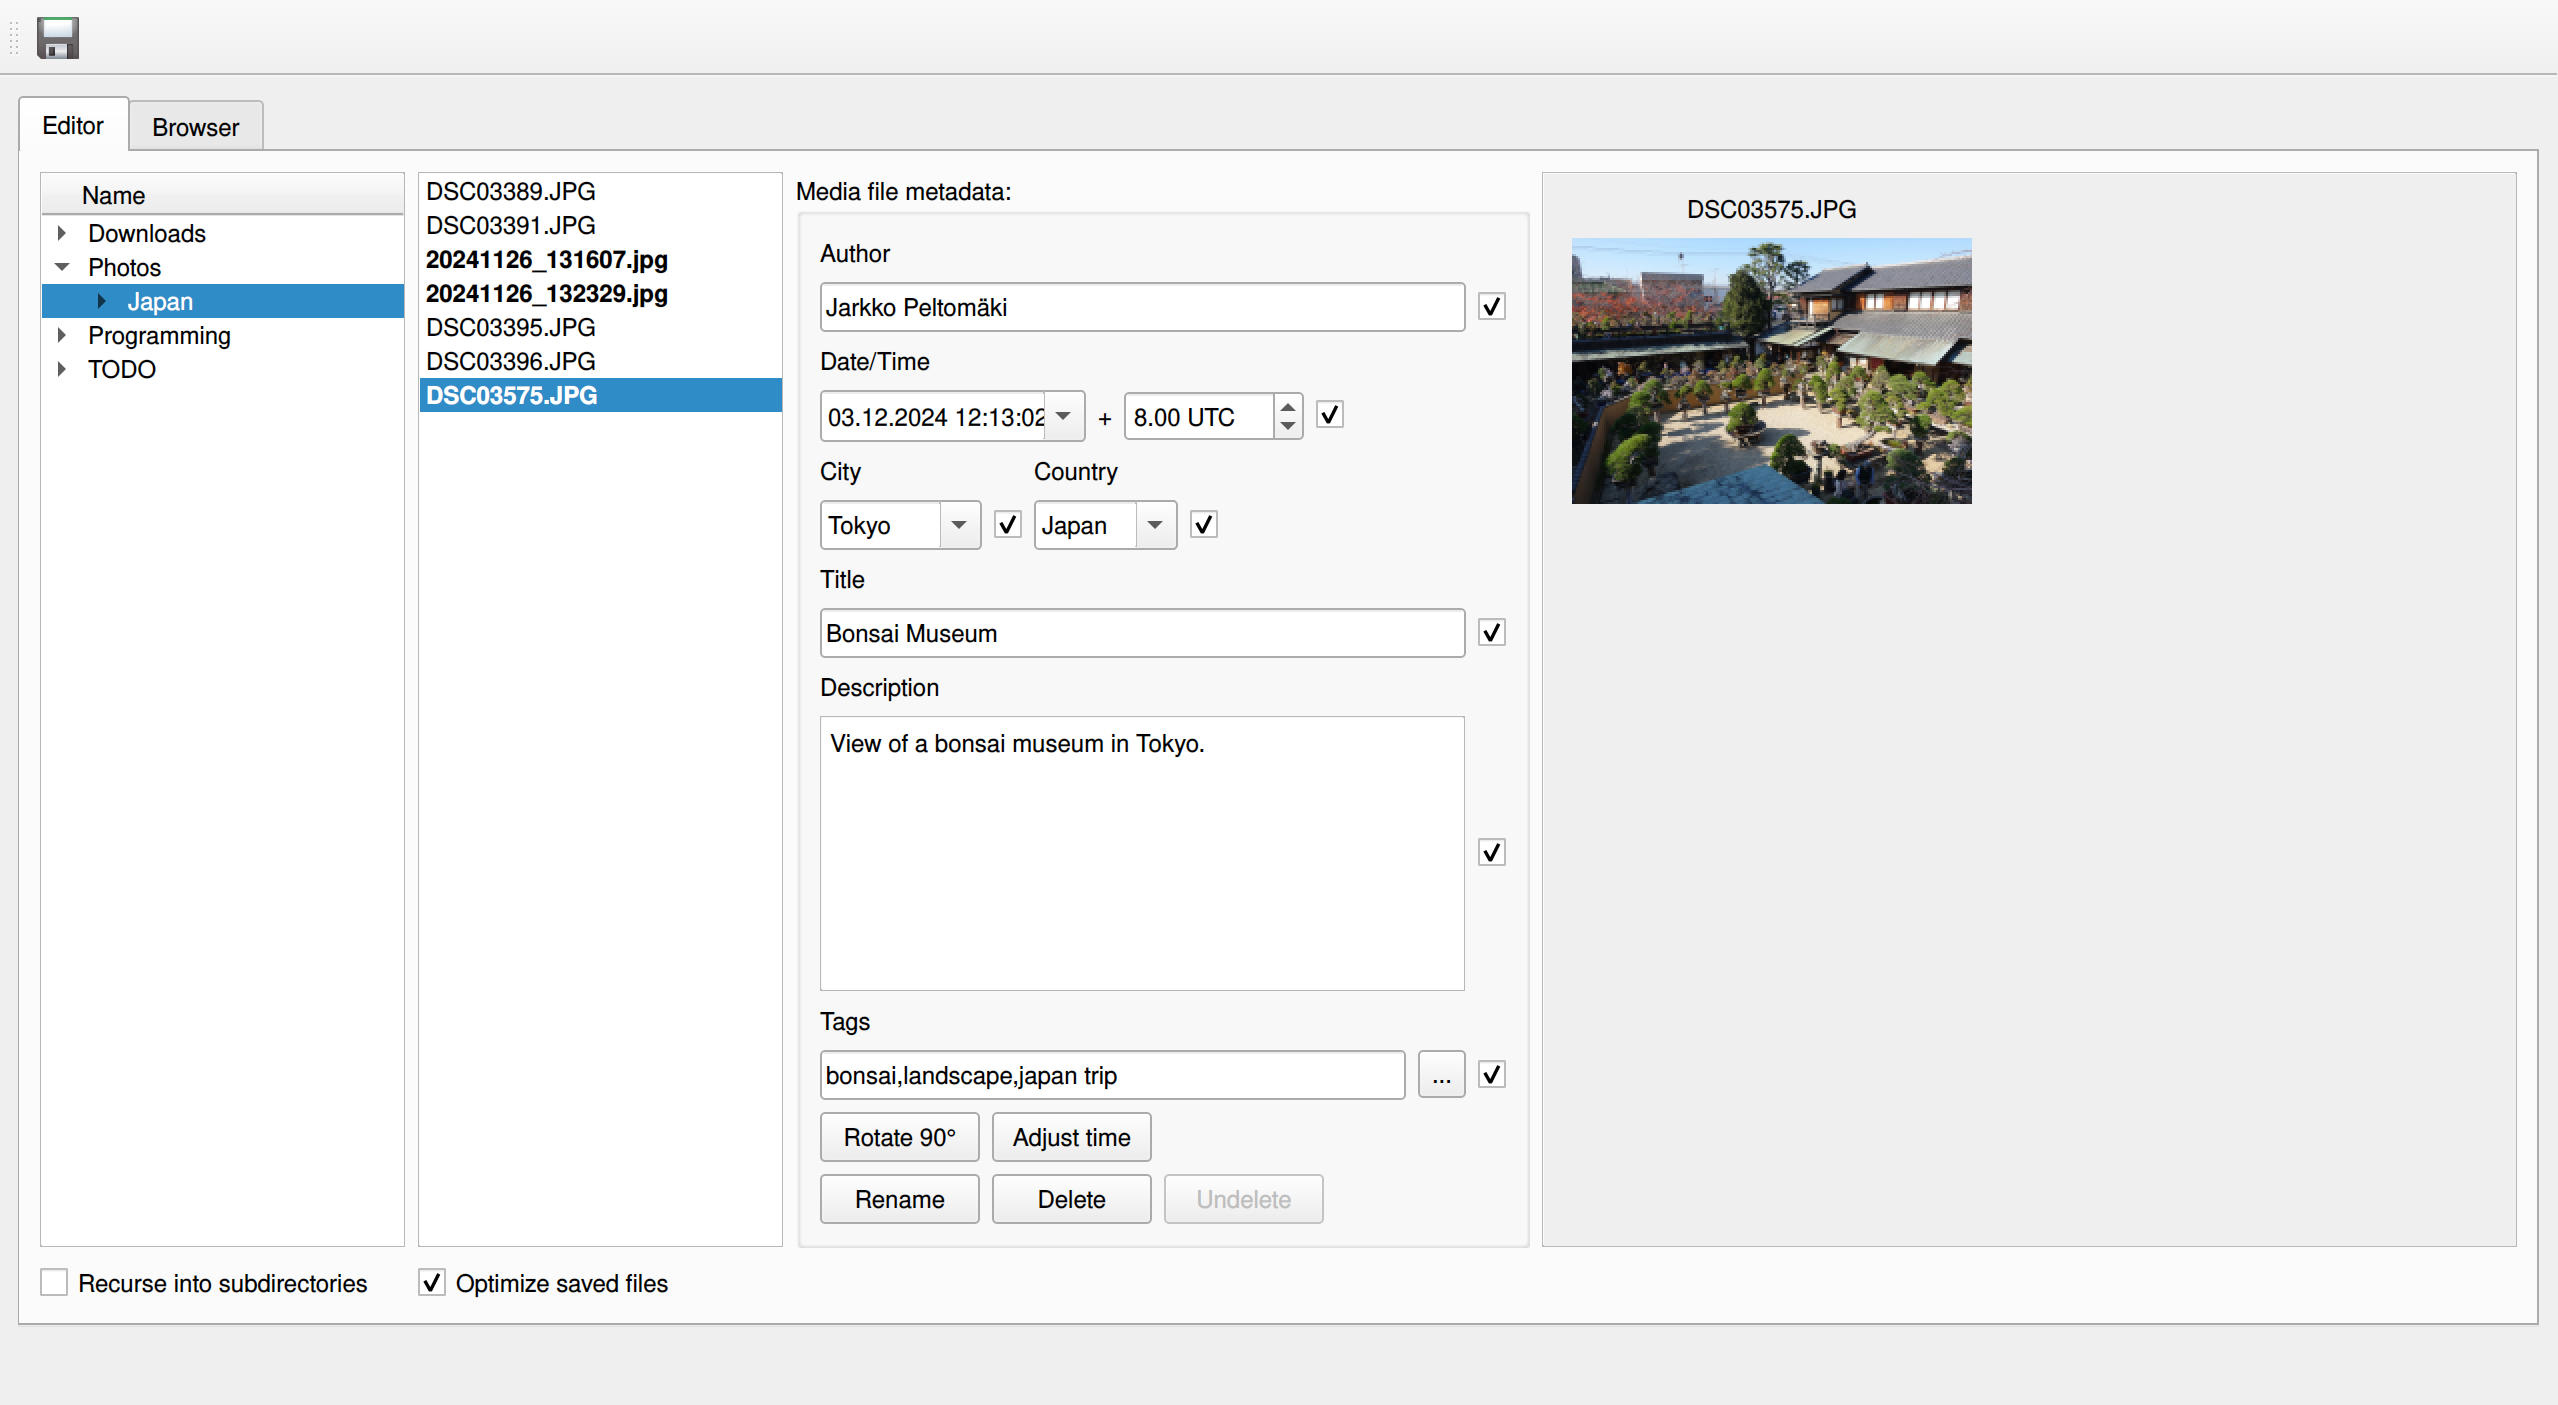 Editor
Browser
Name
Downloads
Photos
Japan
Programming
TODO
DSC03389.JPG
DSC03391.JPG
20241126_131607.jpg
20241126_132329.jpg
DSC03395.JPG
DSC03396.JPG
DSC03575.JPG
Media file metadata:
Author
Jarkko Peltomäki
Date/Time
03.12.2024 12:13:02 + 8.00 UTC
City Country
Tokyo Japan
Title
Bonsai Museum
Description
View of a bonsai museum in Tokyo.
Tags
bonsai,landscape,japan trip ...
Rotate 90° Adjust time
Rename Delete Undelete
DSC03575.JPG
Recurse into subdirectories
Optimize saved files